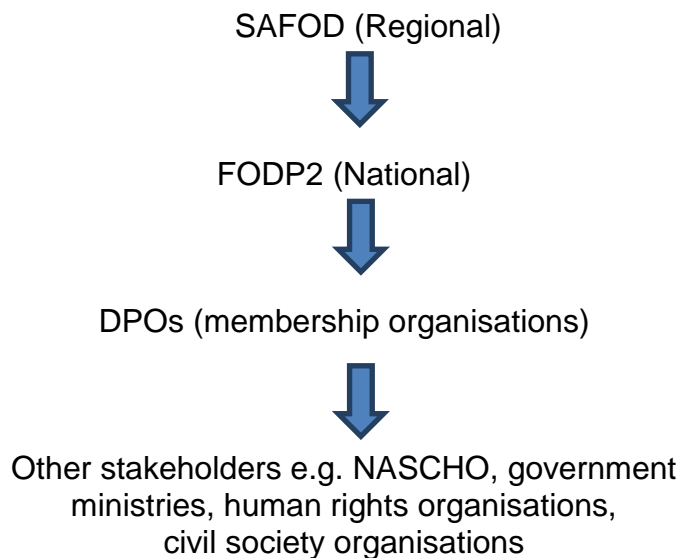 SAFOD (Regional)
FODP2 (National)
DPOs (membership organisations)
Other stakeholders e.g. NASCHO, government
ministries, human rights organisations,
civil society organisations